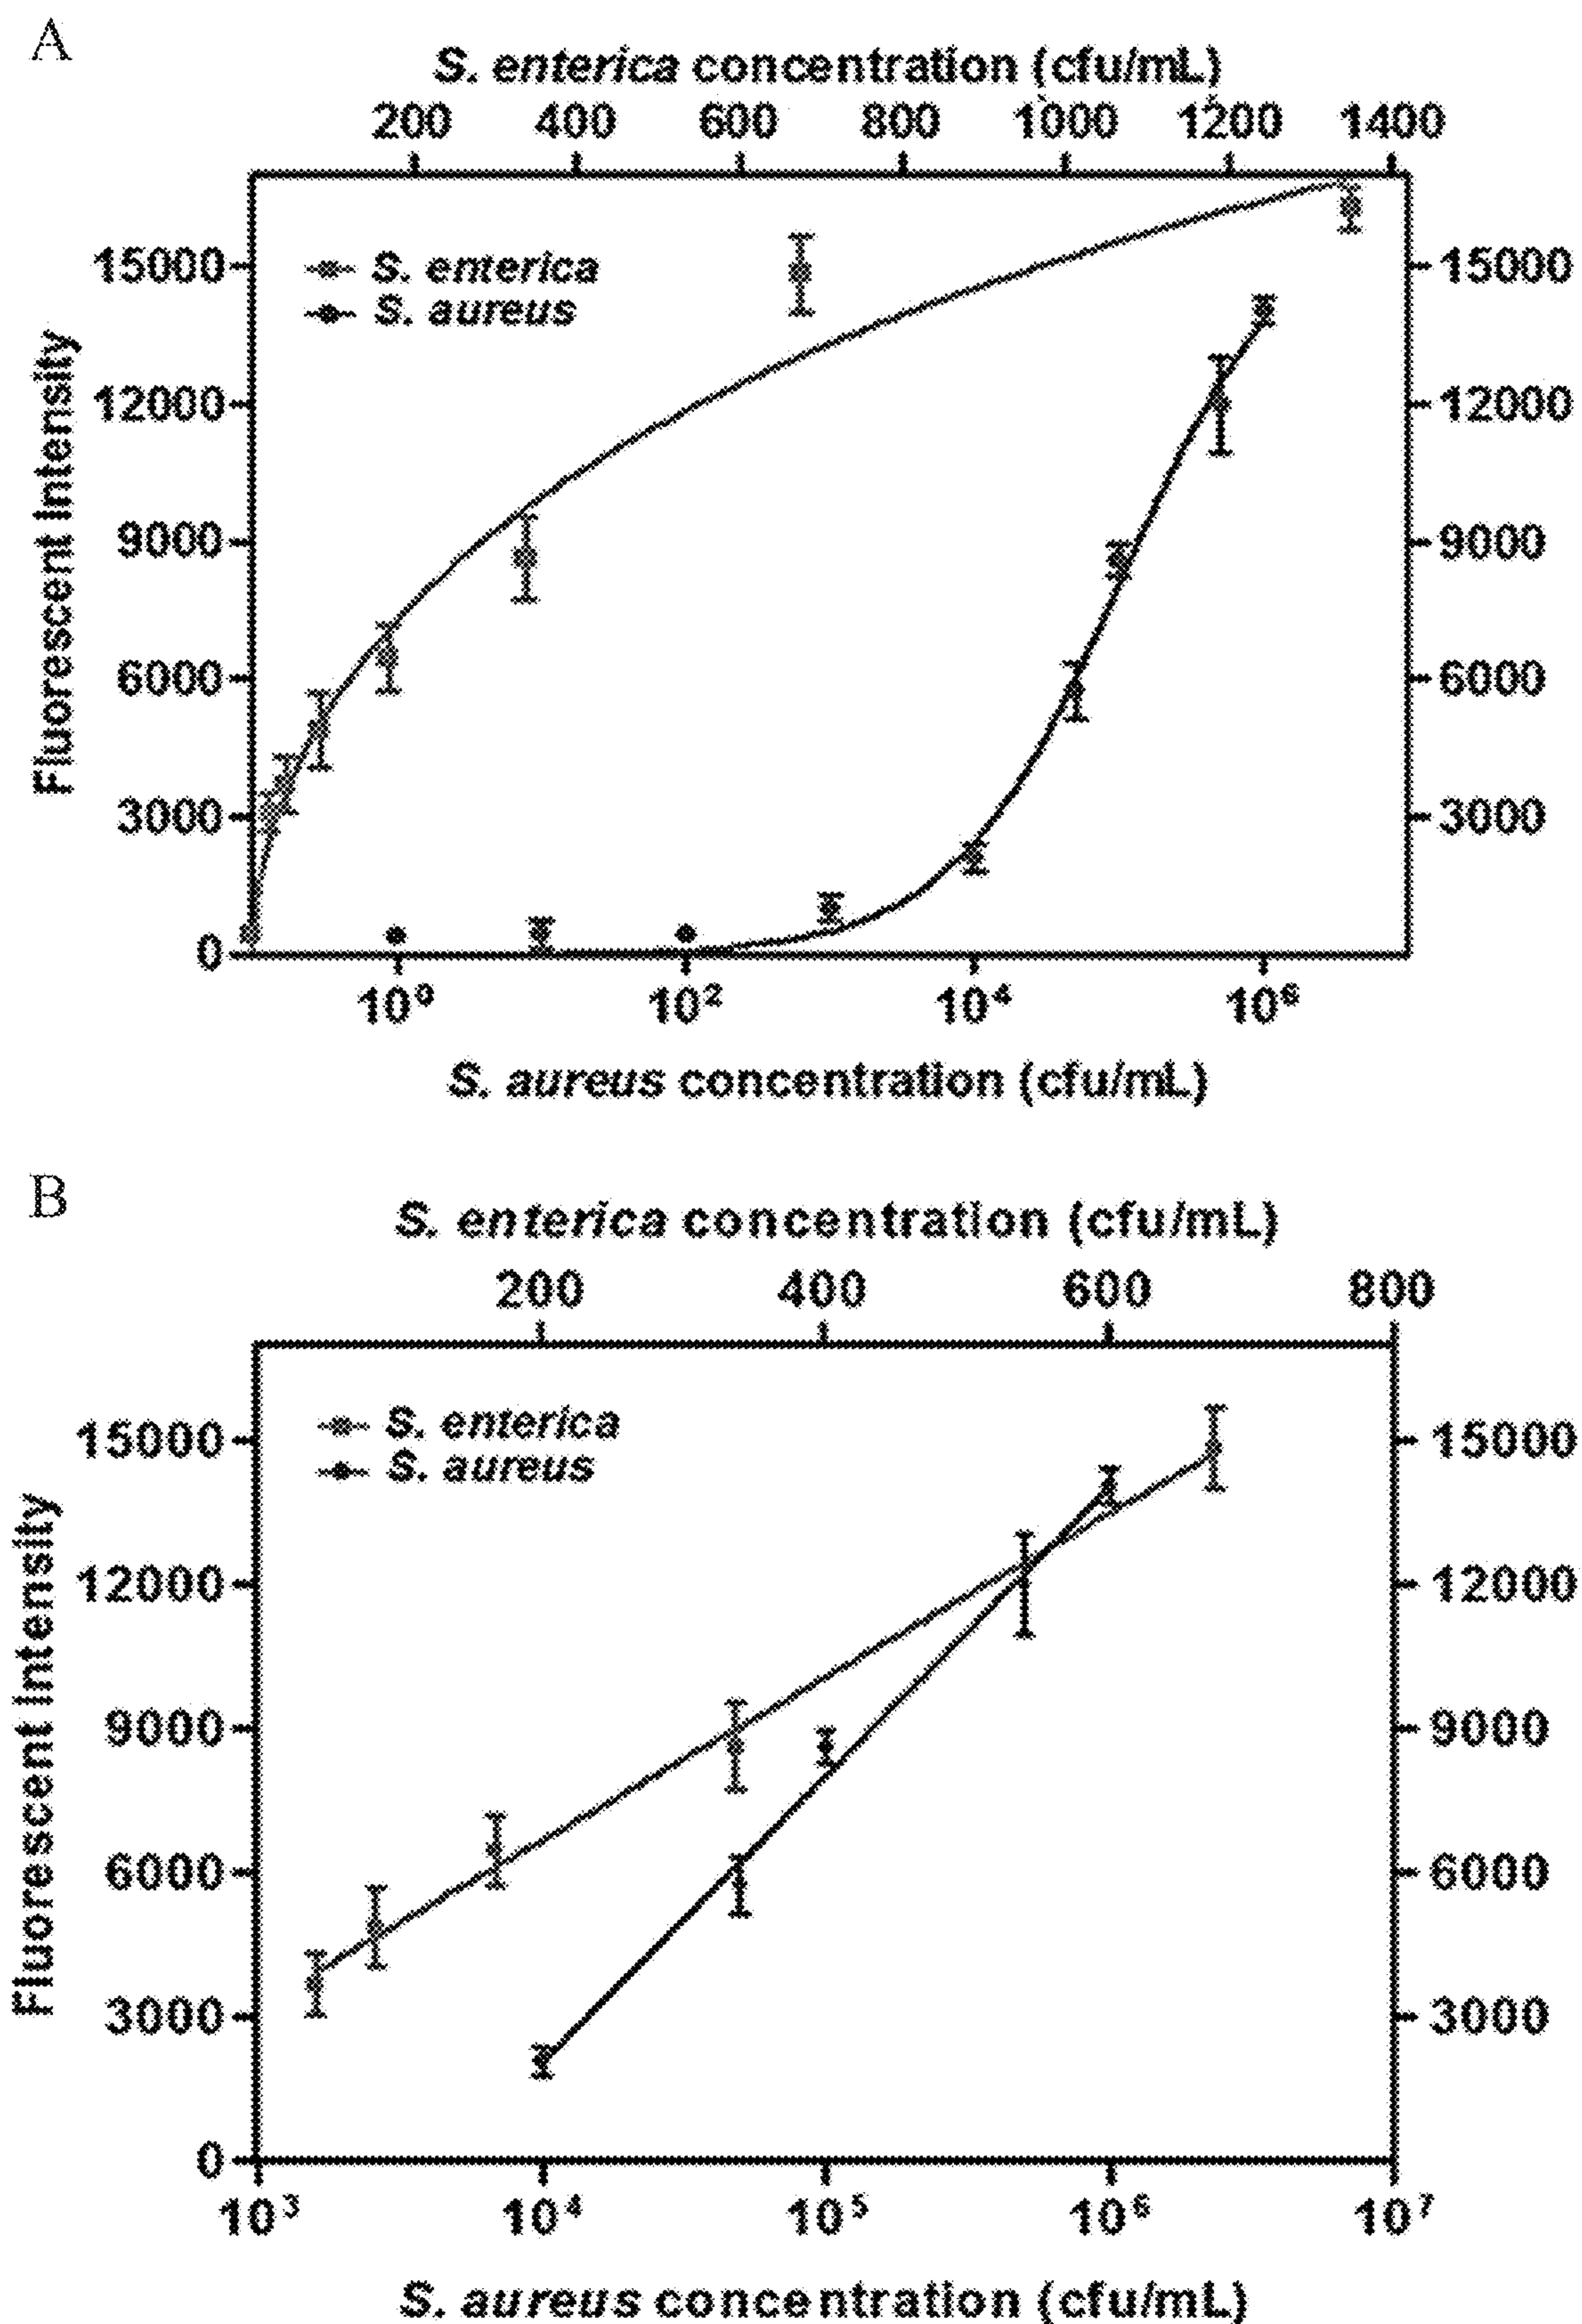 A
S. enterica concentration (cfu/mL)
200 400 600 800 1000 1200 1400
Fluorescent Intensity
15000 15000
12000 12000
9000 9000
6000 6000
3000 3000
0
S. enterica
S. aureus
10⁰ 10² 10⁴ 10⁶
S. aureus concentration (cfu/mL)
B
S. enterica concentration (cfu/mL)
200 400 600 800
Fluorescent Intensity
15000 15000
12000 12000
9000 9000
6000 6000
3000 3000
0
S. enterica
S. aureus
10³ 10⁴ 10⁵ 10⁶ 10⁷
S. aureus concentration (cfu/mL)